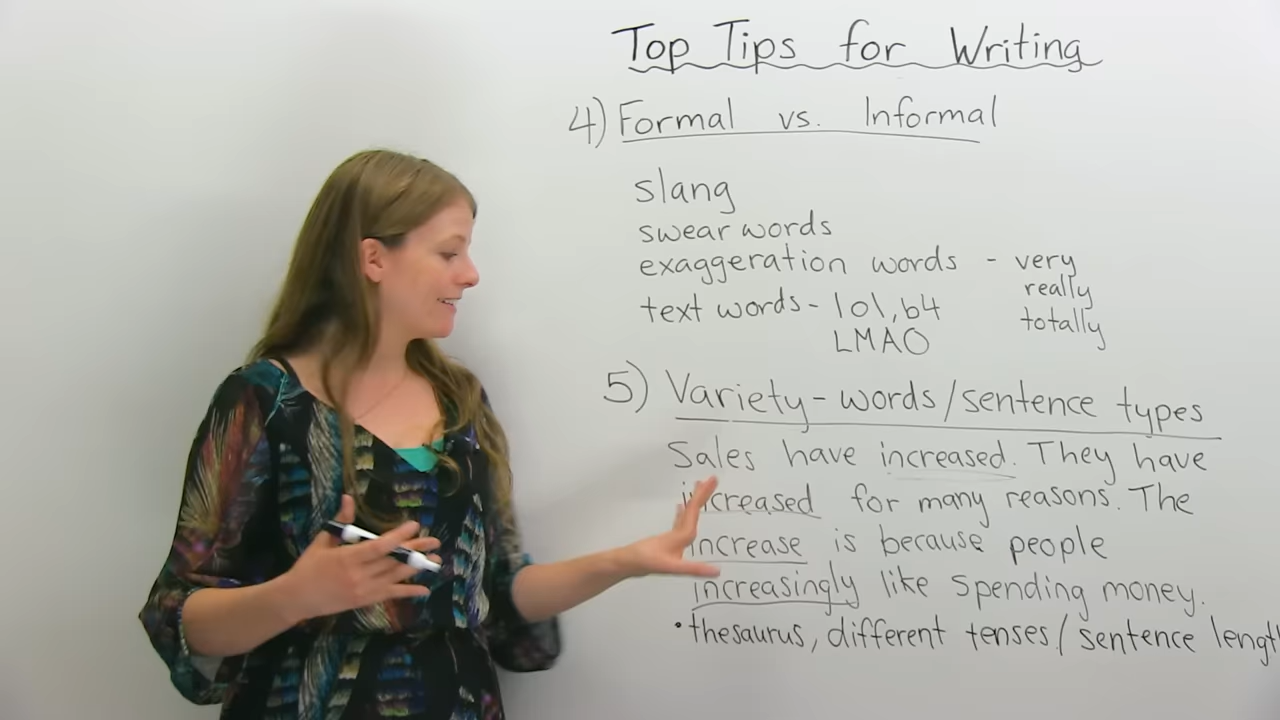 Top Tips for Writing
4) Formal vs. Informal
slang
swear words
exaggeration words - very
really
totally
text words - lol, b4
LMAO
5) Variety - words/sentence types
Sales have increased. They have
increased for many reasons. The
increase is because people
increasingly like spending money.
• thesaurus, different tenses / sentence lengt